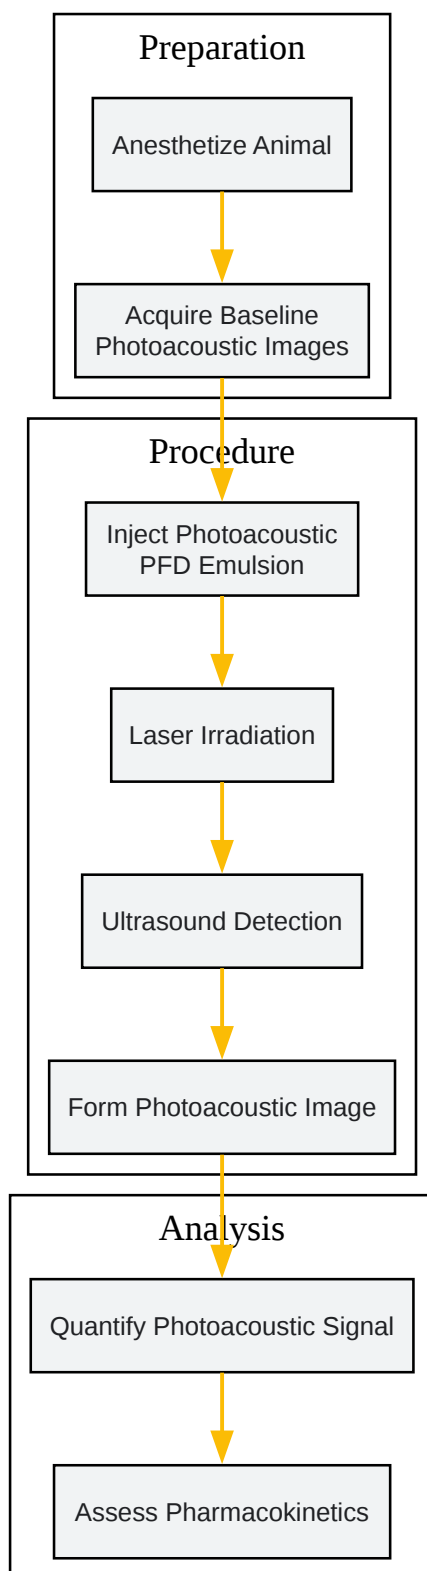 Preparation
Anesthetize Animal
Acquire Baseline
Photoacoustic Images
Procedure
Inject Photoacoustic
PFD Emulsion
Laser Irradiation
Ultrasound Detection
Form Photoacoustic Image
Analysis
Quantify Photoacoustic Signal
Assess Pharmacokinetics